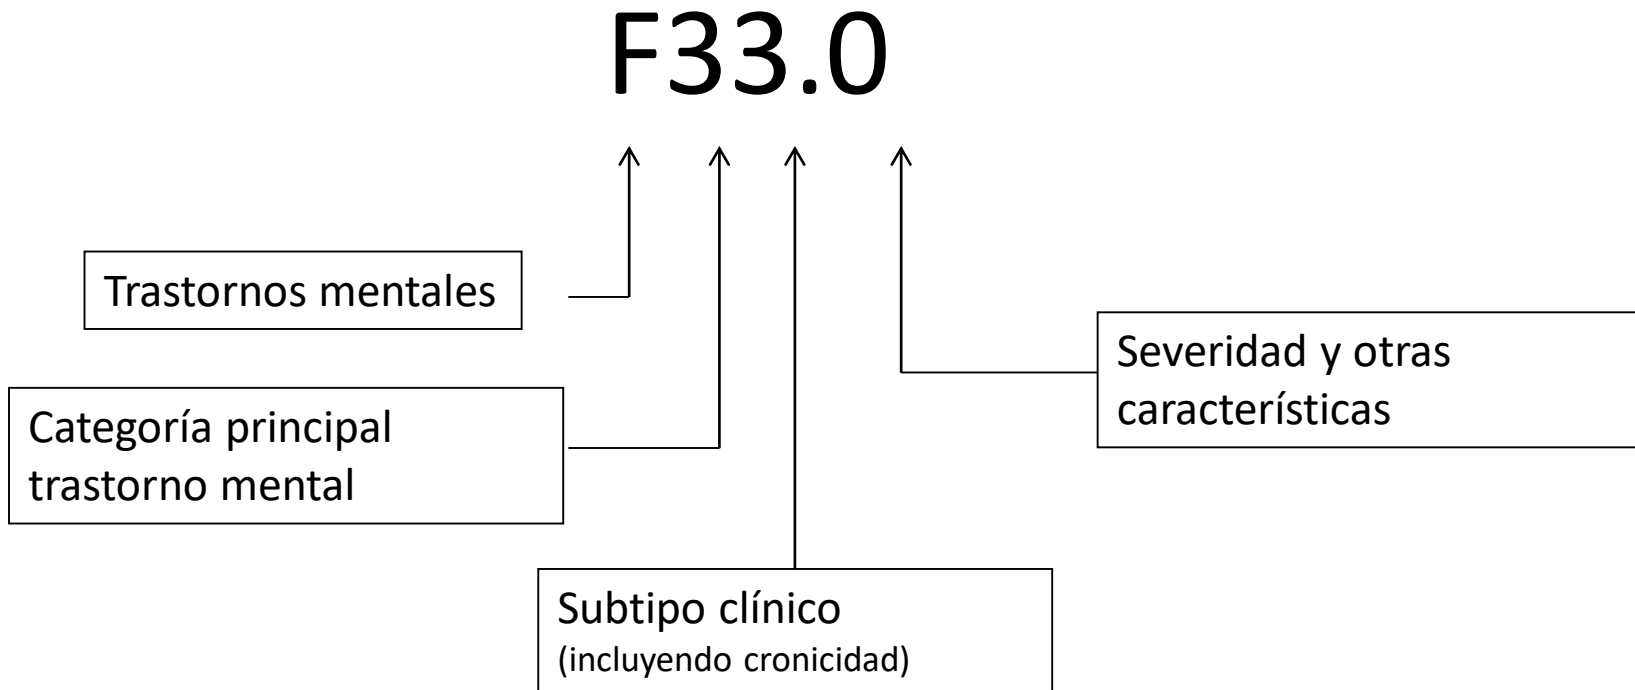 F33.0
Trastornos mentales
Categoría principal
trastorno mental
Severidad y otras
características
Subtipo clínico
(incluyendo cronicidad)